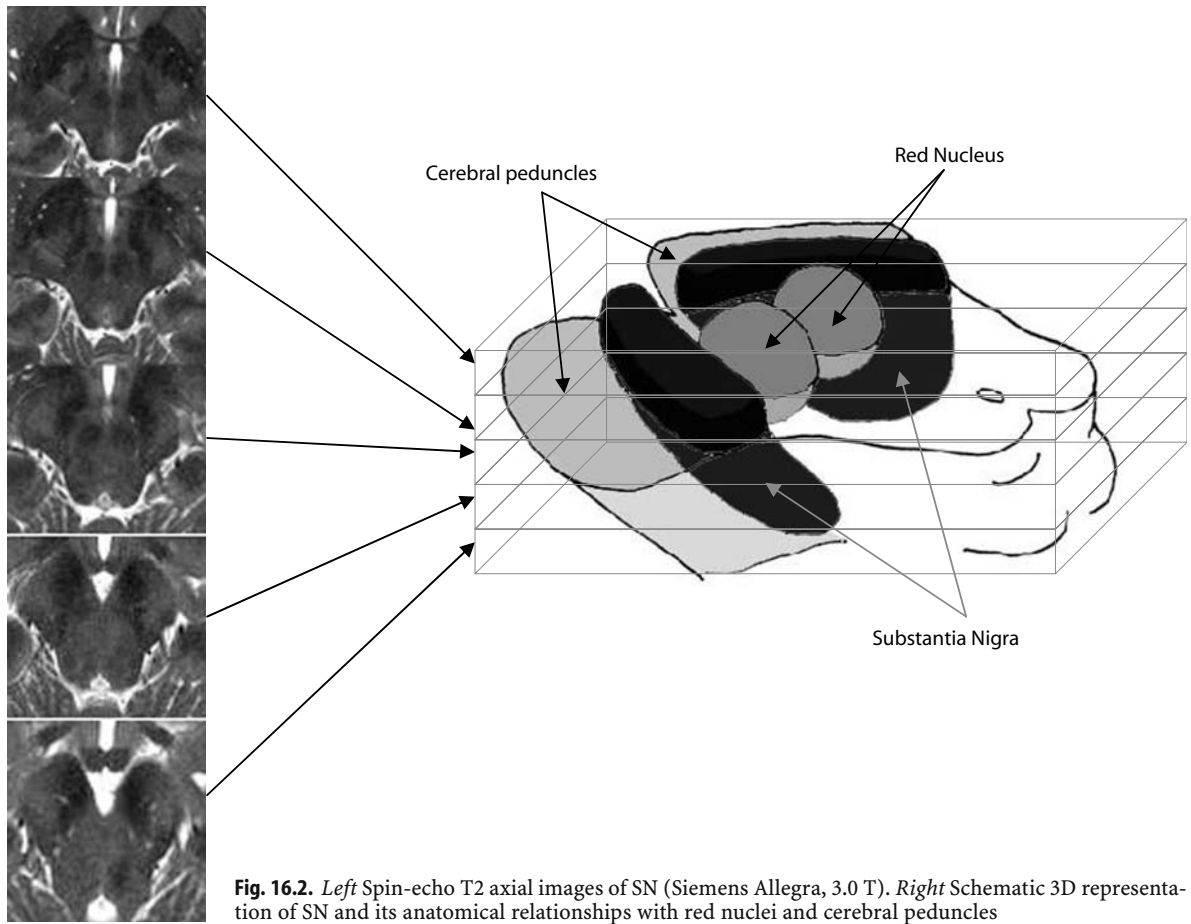 Red Nucleus
Cerebral peduncles
Substantia Nigra
Fig. 16.2. Left Spin-echo T2 axial images of SN (Siemens Allegra, 3.0 T). Right Schematic 3D representa-
tion of SN and its anatomical relationships with red nuclei and cerebral peduncles